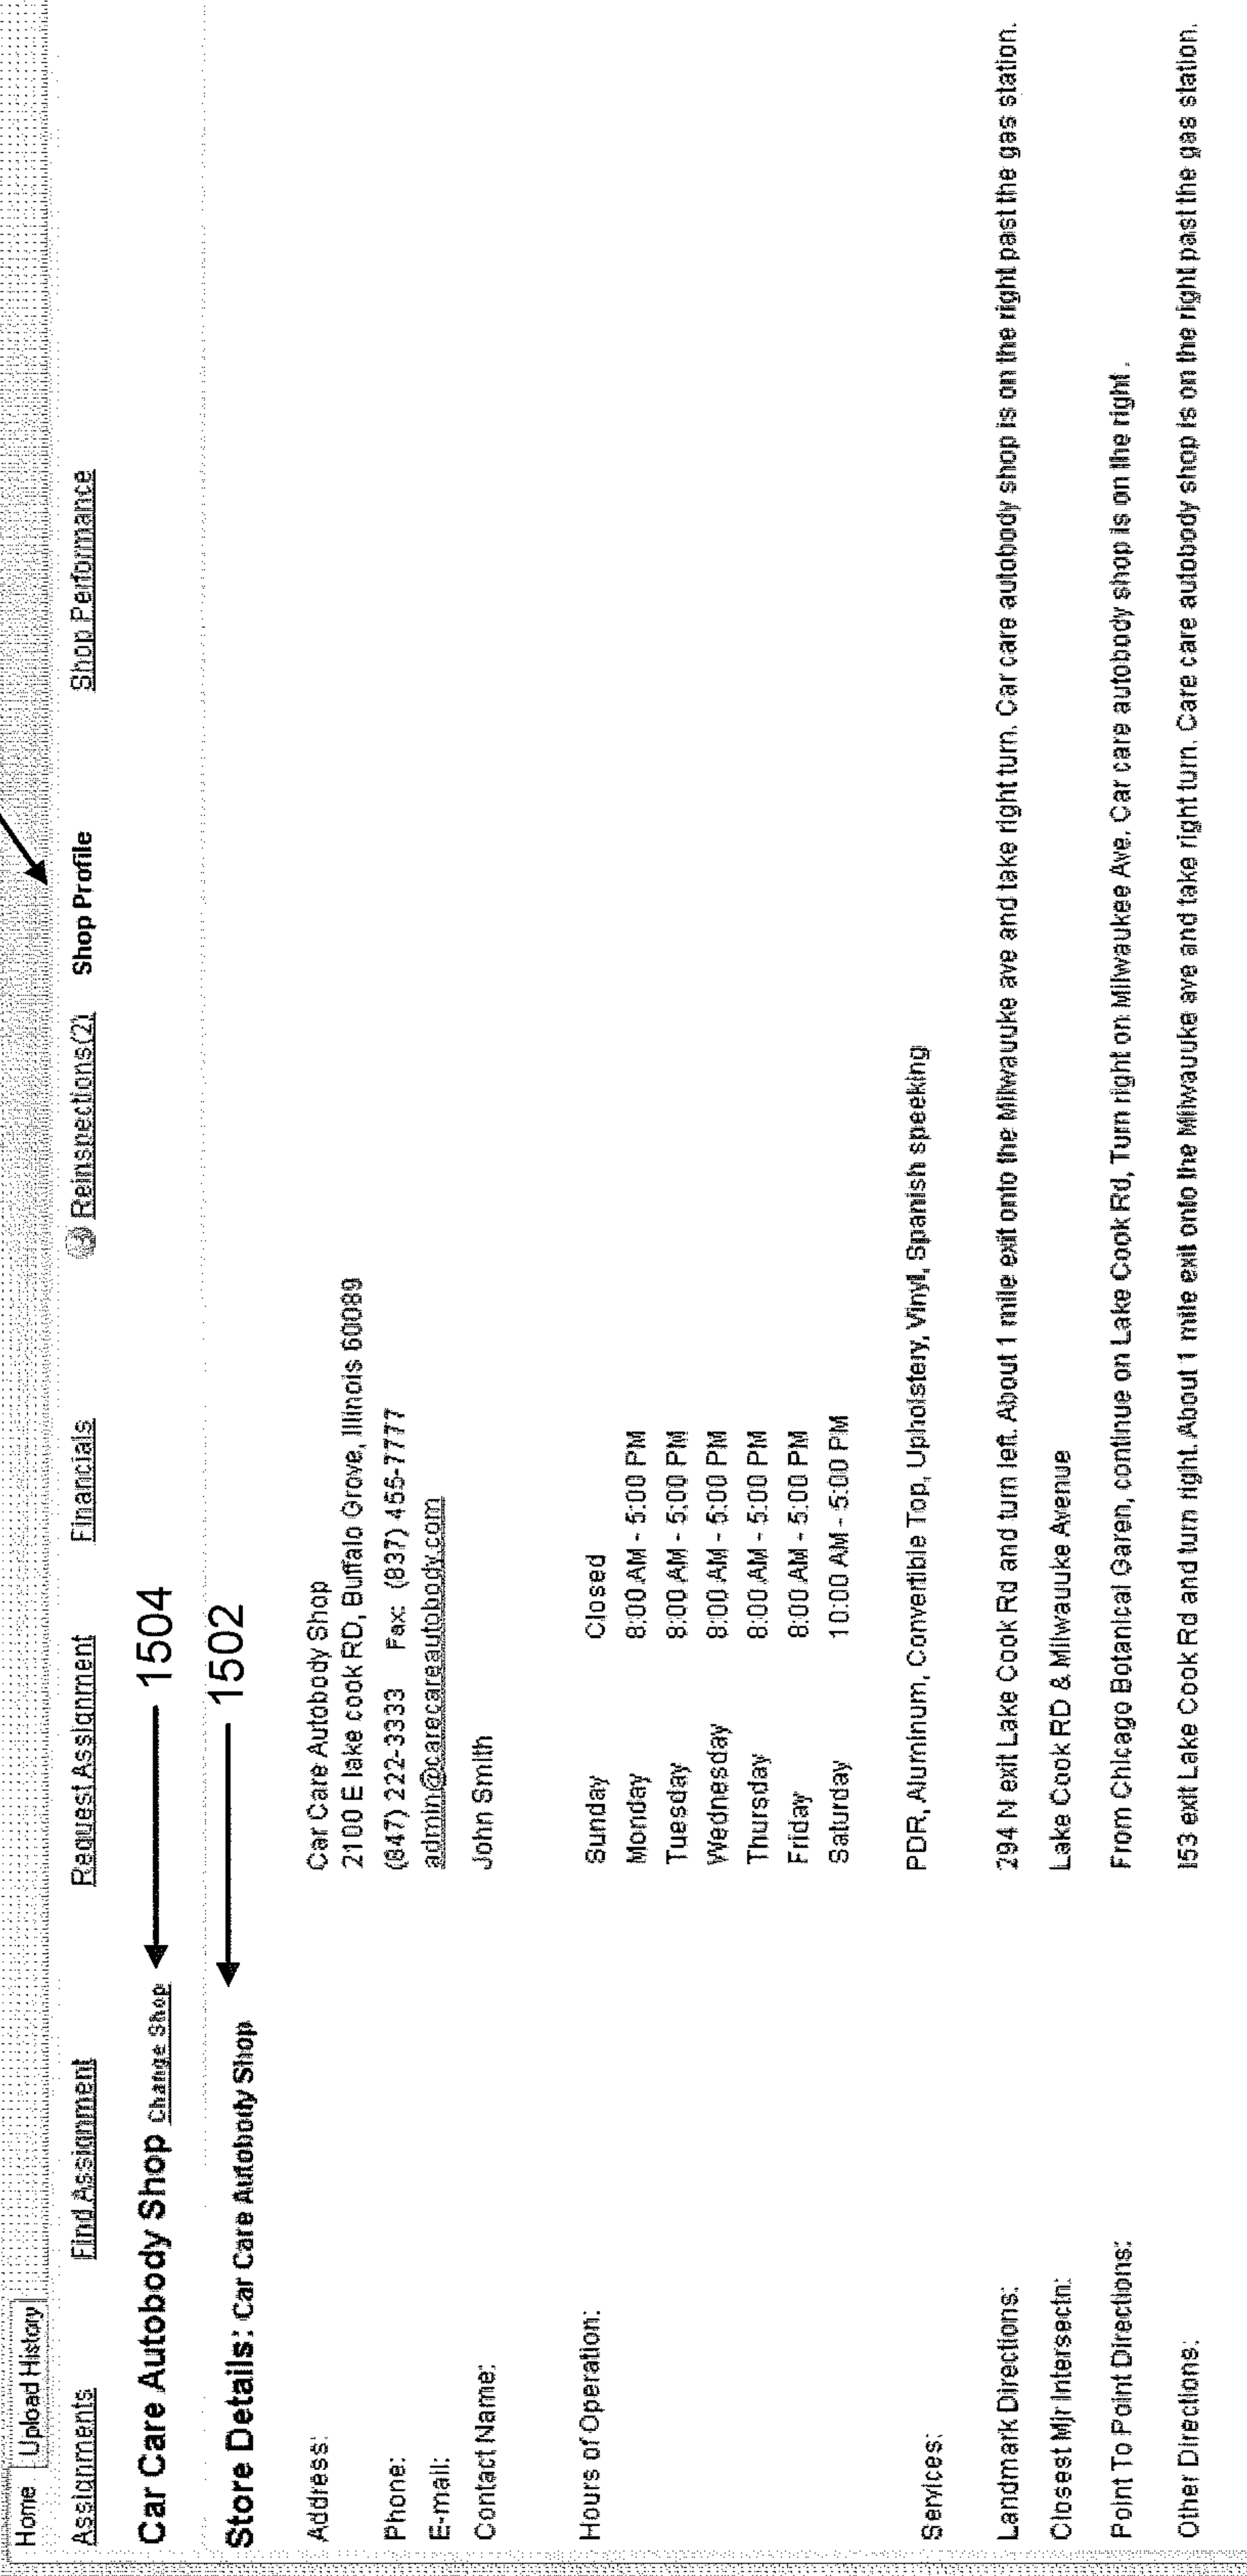 Home Upload History
Assignments Find Assignment Request Assignment Financials Reinspections(2) Shop Profile Shop Performance
Car Care Autobody Shop Change Shop 1504
1502
Store Details: Car Care Autobody Shop
Address: Car Care Autobody Shop
2100 E lake cook RD, Buffalo Grove, Illinois 60089
Phone: (847) 222-3333 Fax: (837) 455-7777
E-mail: admin@carecareautobody.com
Contact Name: John Smith
Hours of Operation: Sunday Closed
Monday 8:00 AM - 5:00 PM
Tuesday 8:00 AM - 5:00 PM
Wednesday 8:00 AM - 5:00 PM
Thursday 8:00 AM - 5:00 PM
Friday 8:00 AM - 5:00 PM
Saturday 10:00 AM - 5:00 PM
Services: PDR, Aluminum, Convertible Top, Upholstery, Vinyl, Spanish speeking
Landmark Directions: 294 N exit Lake Cook Rd and turn left. About 1 mile exit onto the Milwauuke ave and take right turn. Car care autobody shop is on the right past the gas station.
Closest Mjr Intersectn: Lake Cook RD & Milwauuke Avenue
Point To Point Directions: From Chicago Botanical Garen, continue on Lake Cook Rd, Turn right on Milwaukee Ave. Car care autobody shop is on the right .
Other Directions: I53 exit Lake Cook Rd and turn right. About 1 mile exit onto the Milwauuke ave and take right turn. Care care autobody shop is on the right past the gas station.